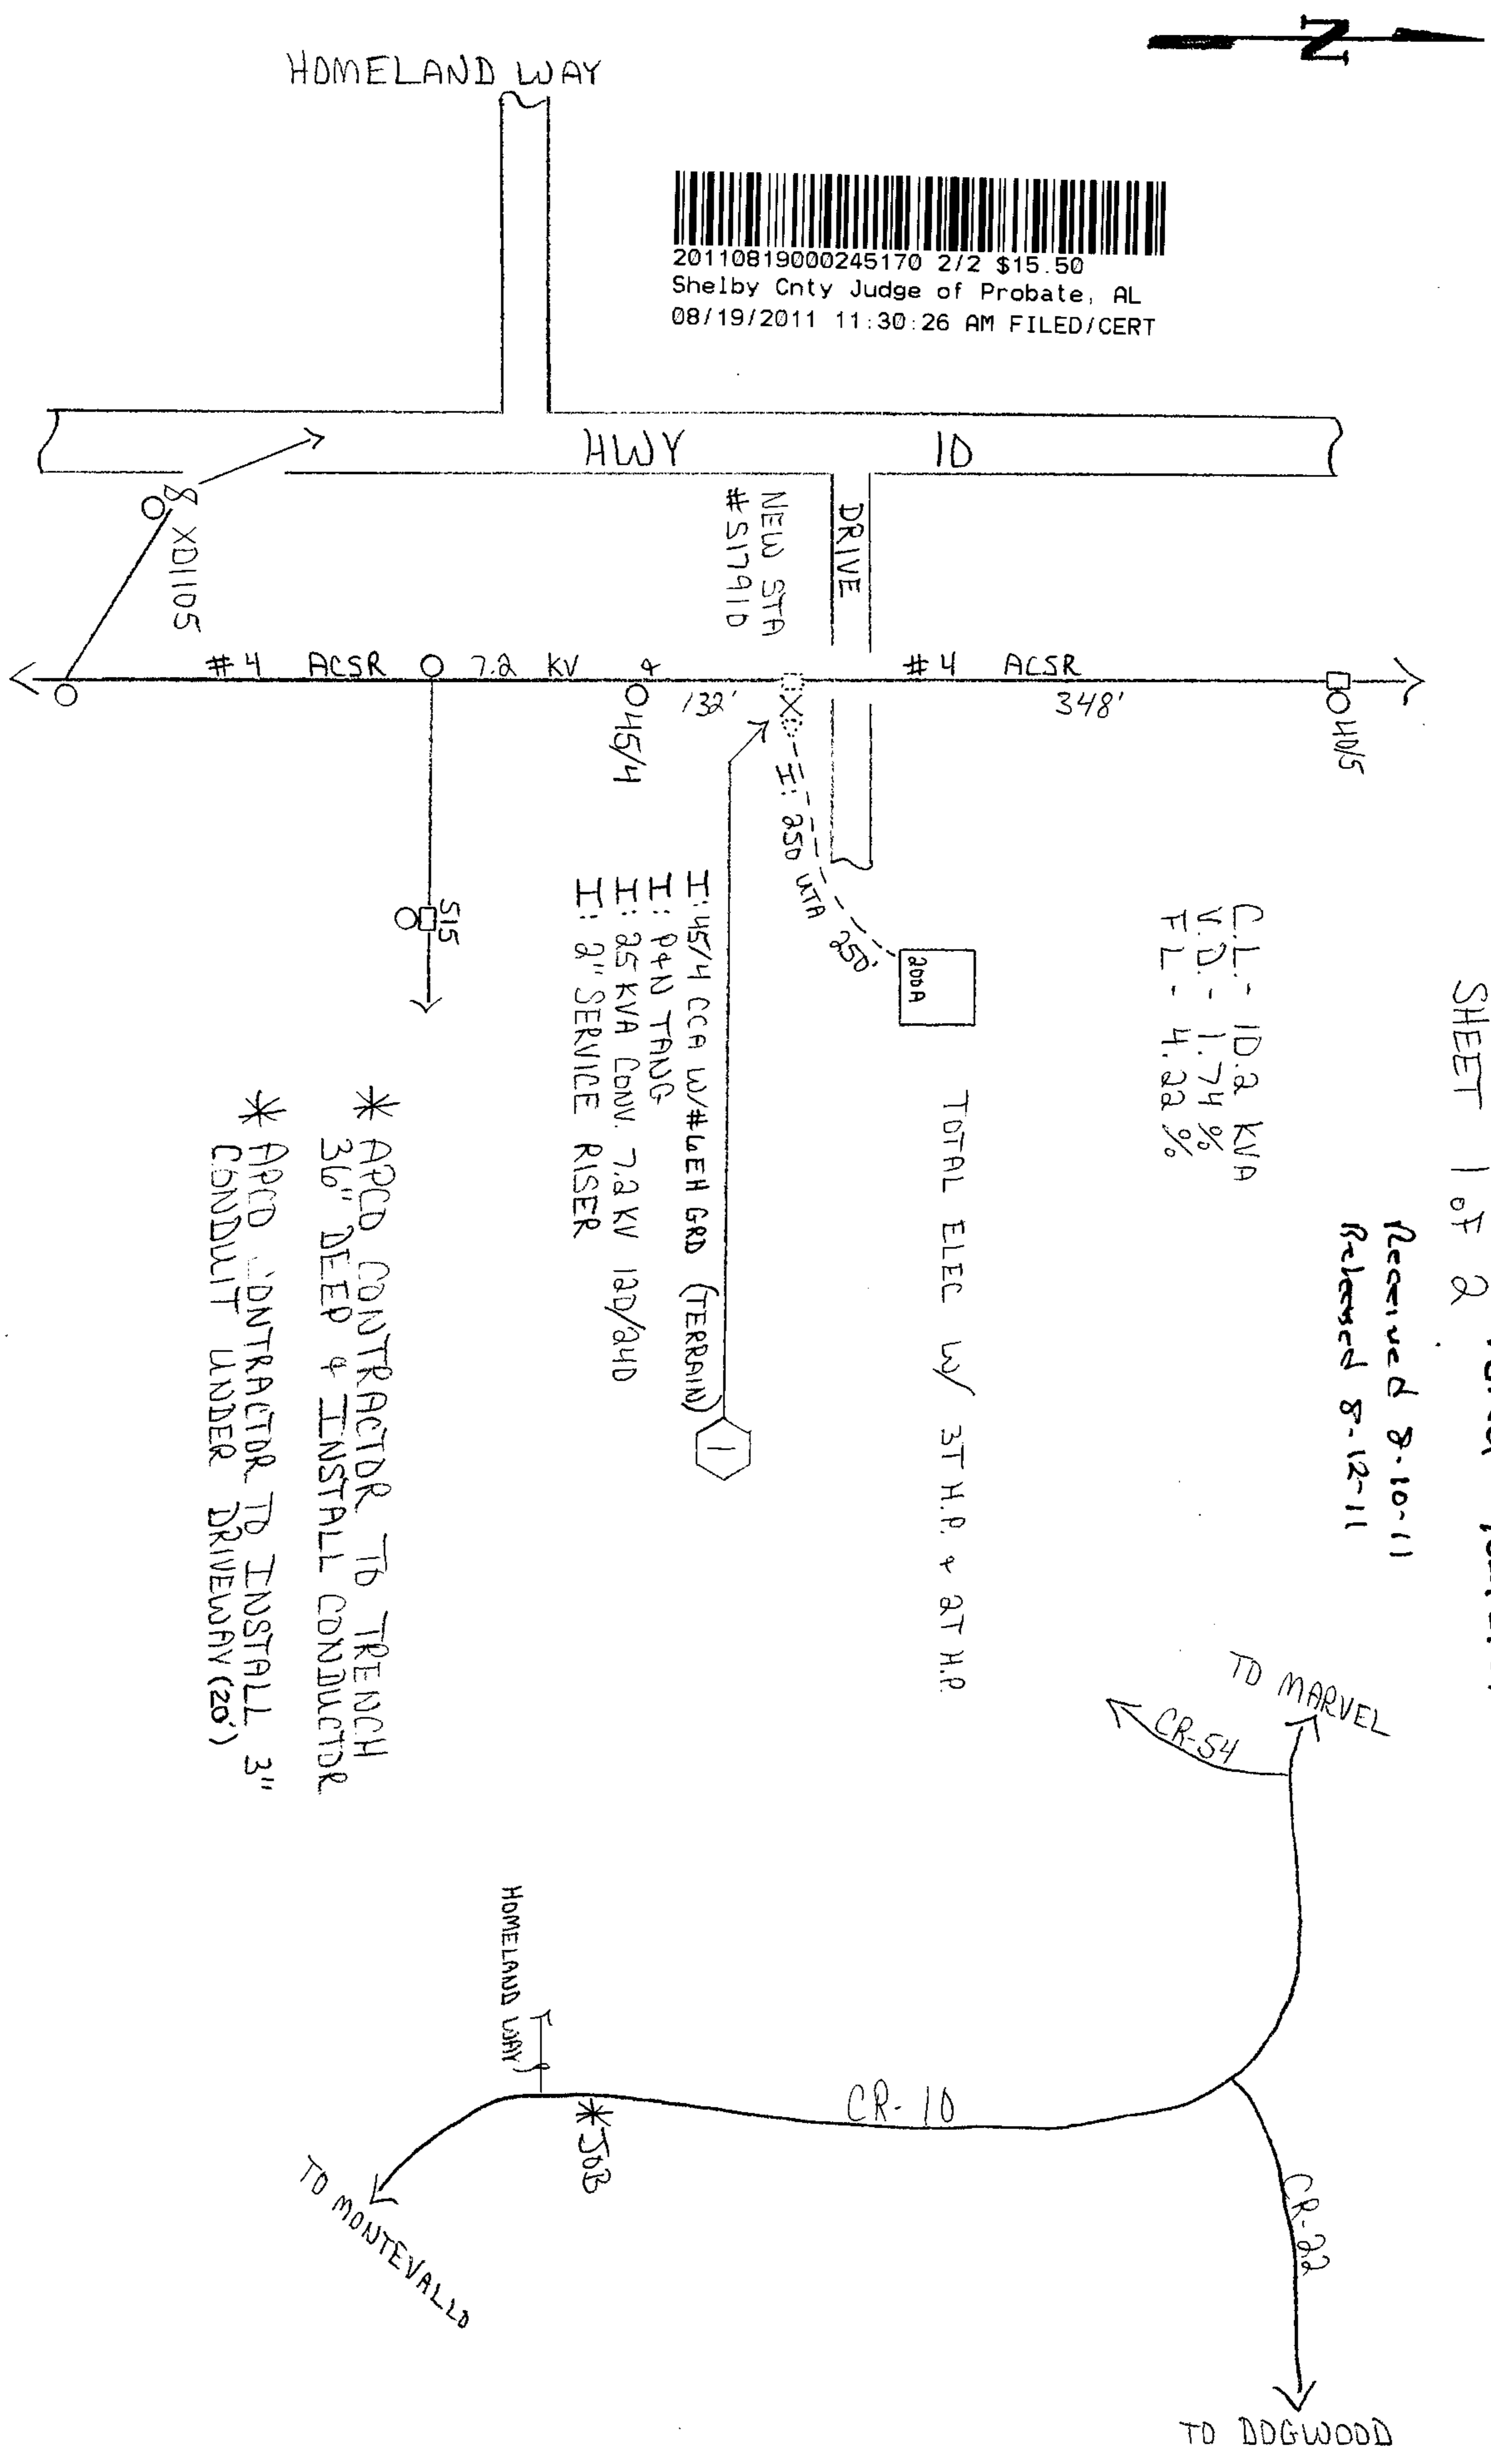 N
HOMELAND WAY
20110819000245170 2/2 $15.50
Shelby Cnty Judge of Probate, AL
08/19/2011 11:30:26 AM FILED/CERT
HWY 10
DRIVE
NEW STA
#S17910
8 XD1105
#4 ACSR 7.2 KV
132'
#4 ACSR
348'
45/4
40/5
I: 250 UTA 250'
200A
S15
I: 45/4 CCA W/#6EH GRD (TERRAIN)
I: P+N TANG
I: 25 KVA CONV. 7.2 KV 120/240
I: 2" SERVICE RISER
1
C.L. - 10.2 KVA
V.D. - 1.74 %
FL - 4.22 %
SHEET 1 of 2
Received 8-10-11
Released 8-12-11
TOTAL ELEC W/ 3T H.P. & 2T H.P.
* APCO CONTRACTOR TO TRENCH
36" DEEP & INSTALL CONDUCTOR
* APCO CONTRACTOR TO INSTALL 3"
CONDUIT UNDER DRIVEWAY (20')
TO MARVEL
CR-54
HOMELAND WAY
CR-10
*JOB
TO MONTEVALLO
CR-22
TO DOGWOOD